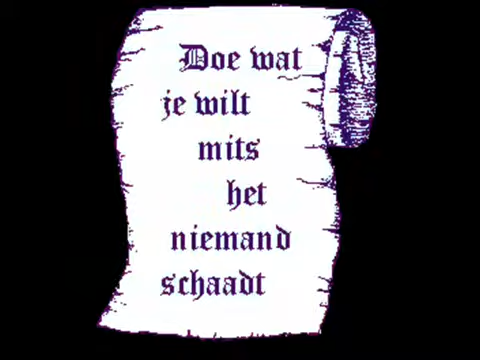 Doe wat
je wilt
mits
het
niemand
schaadt